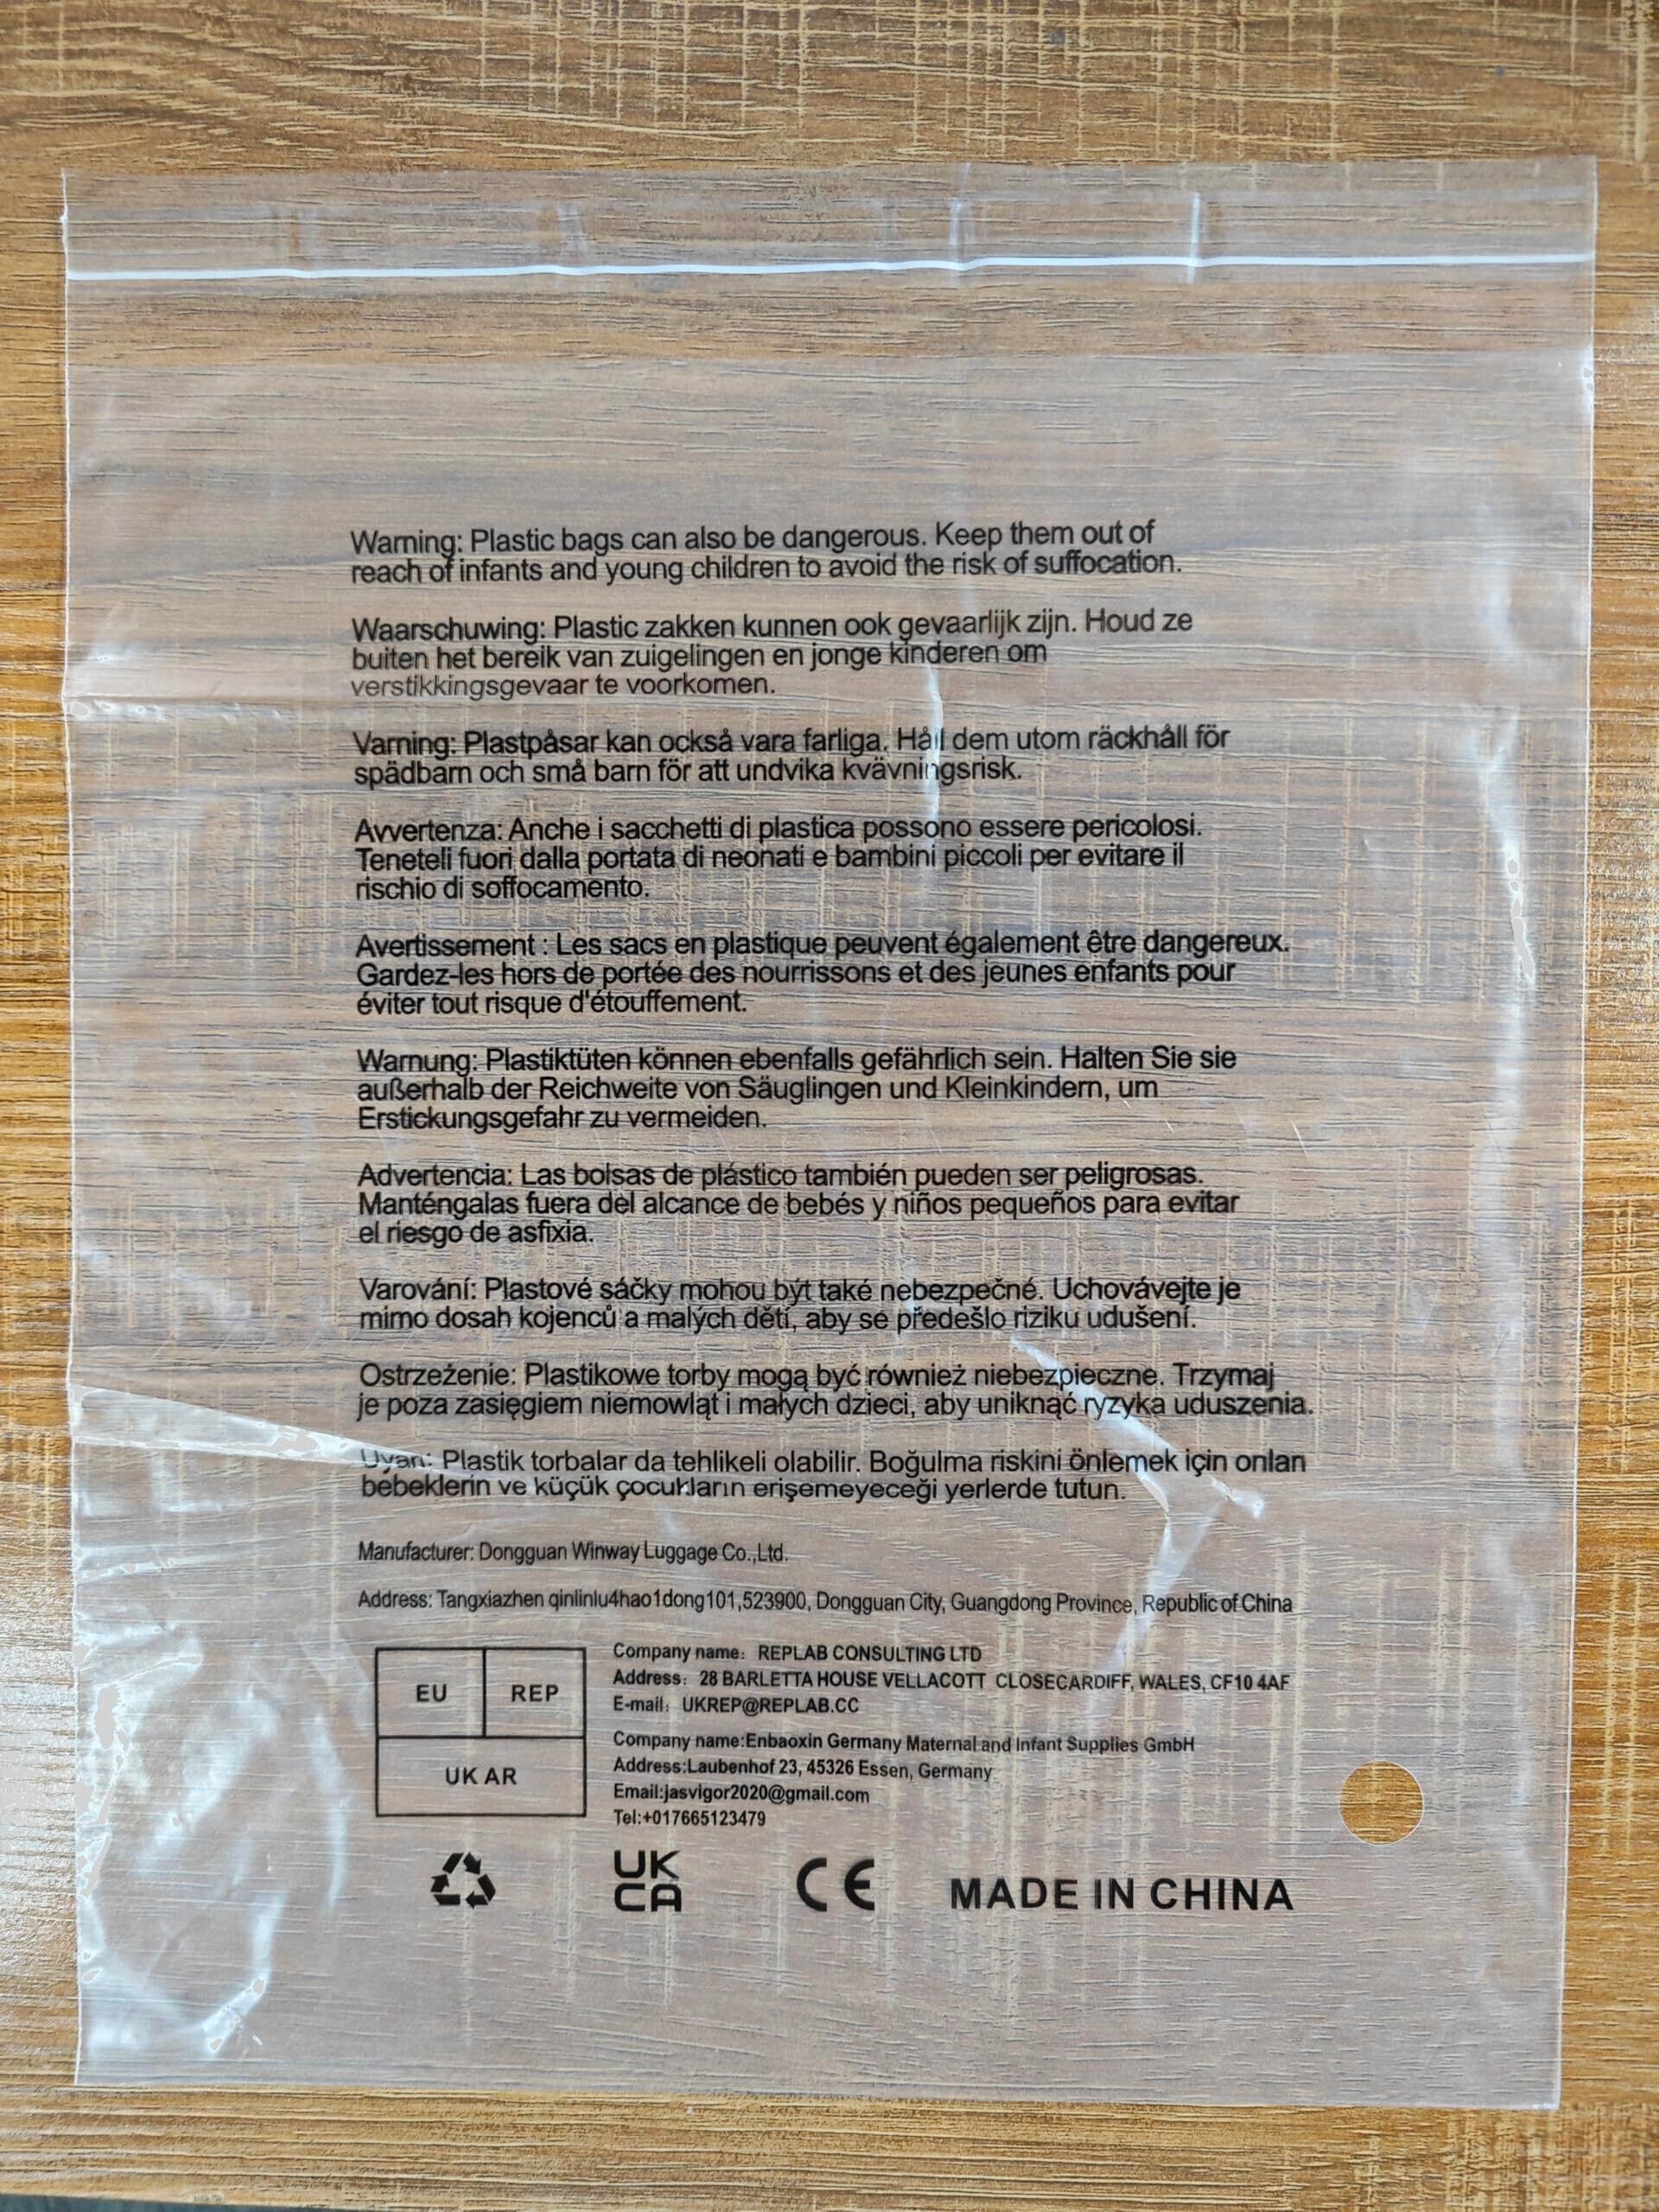 Warning: Plastic bags can also be dangerous. Keep them out of
reach of infants and young children to avoid the risk of suffocation.
Waarschuwing: Plastic zakken kunnen ook gevaarlijk zijn. Houd ze
buiten het bereik van zuigelingen en jonge kinderen om
verstikkingsgevaar te voorkomen.
Varning: Plastpåsar kan också vara farliga. Håll dem utom räckhåll för
spädbarn och små barn för att undvika kvävningsrisk.
Avvertenza: Anche i sacchetti di plastica possono essere pericolosi.
Teneteli fuori dalla portata di neonati e bambini piccoli per evitare il
rischio di soffocamento.
Avertissement : Les sacs en plastique peuvent également être dangereux.
Gardez-les hors de portée des nourrissons et des jeunes enfants pour
éviter tout risque d'étouffement.
Warnung: Plastiktüten können ebenfalls gefährlich sein. Halten Sie sie
außerhalb der Reichweite von Säuglingen und Kleinkindern, um
Erstickungsgefahr zu vermeiden.
Advertencia: Las bolsas de plástico también pueden ser peligrosas.
Manténgalas fuera del alcance de bebés y niños pequeños para evitar
el riesgo de asfixia.
Varování: Plastové sáčky mohou být také nebezpečné. Uchovávejte je
mimo dosah kojenců a malých dětí, aby se předešlo riziku udušení.
Ostrzeżenie: Plastikowe torby mogą być również niebezpieczne. Trzymaj
je poza zasięgiem niemowląt i małych dzieci, aby uniknąć ryzyka uduszenia.
Uyarı: Plastik torbalar da tehlikeli olabilir. Boğulma riskini önlemek için onları
bebeklerin ve küçük çocukların erişemeyeceği yerlerde tutun.
Manufacturer: Dongguan Winway Luggage Co.,Ltd.
Address: Tangxiazhen qinlinlu4hao1dong101,523900, Dongguan City, Guangdong Province, Republic of China
EU REP
UK AR
Company name: REPLAB CONSULTING LTD
Address: 28 BARLETTA HOUSE VELLACOTT CLOSECARDIFF, WALES, CF10 4AF
E-mail: UKREP@REPLAB.CC
Company name:Enbaoxin Germany Maternal and Infant Supplies GmbH
Address:Laubenhof 23, 45326 Essen, Germany
Email:jasvlgor2020@gmail.com
Tel:+017665123479
UK
CA
CE
MADE IN CHINA